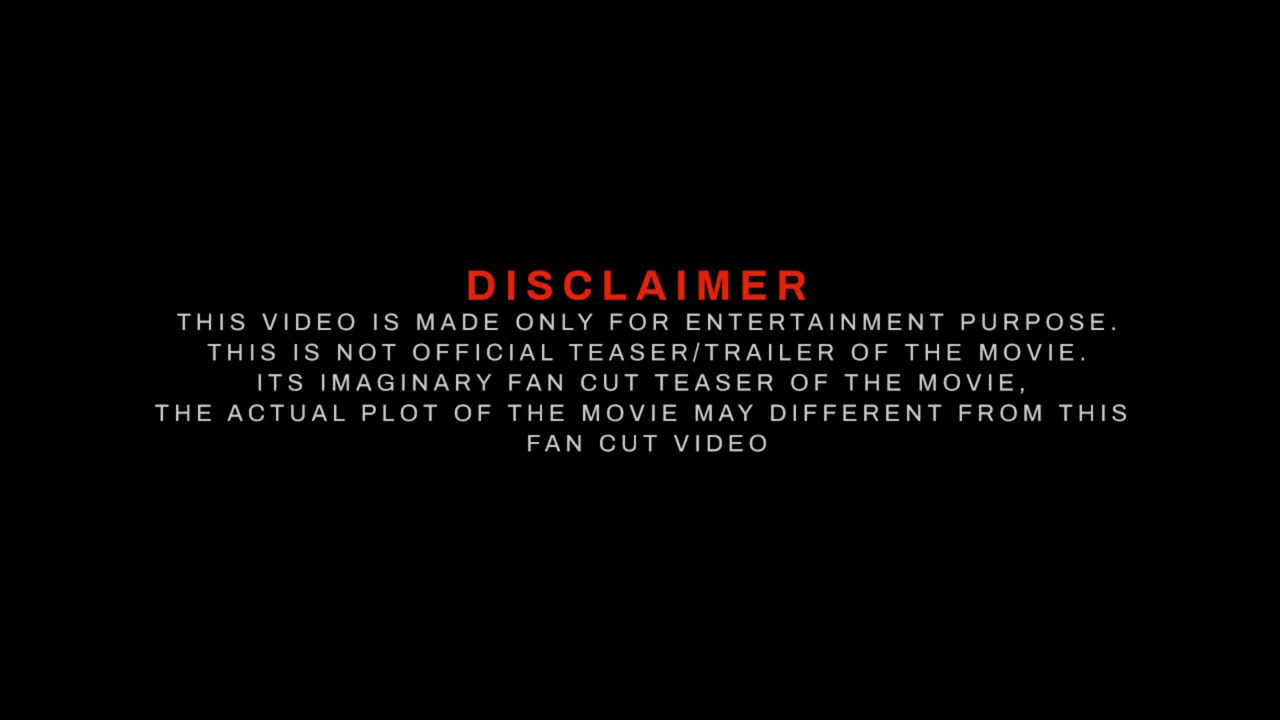 DISCLAIMER
THIS VIDEO IS MADE ONLY FOR ENTERTAINMENT PURPOSE.
THIS IS NOT OFFICIAL TEASER/TRAILER OF THE MOVIE.
ITS IMAGINARY FAN CUT TEASER OF THE MOVIE,
THE ACTUAL PLOT OF THE MOVIE MAY DIFFERENT FROM THIS
FAN CUT VIDEO